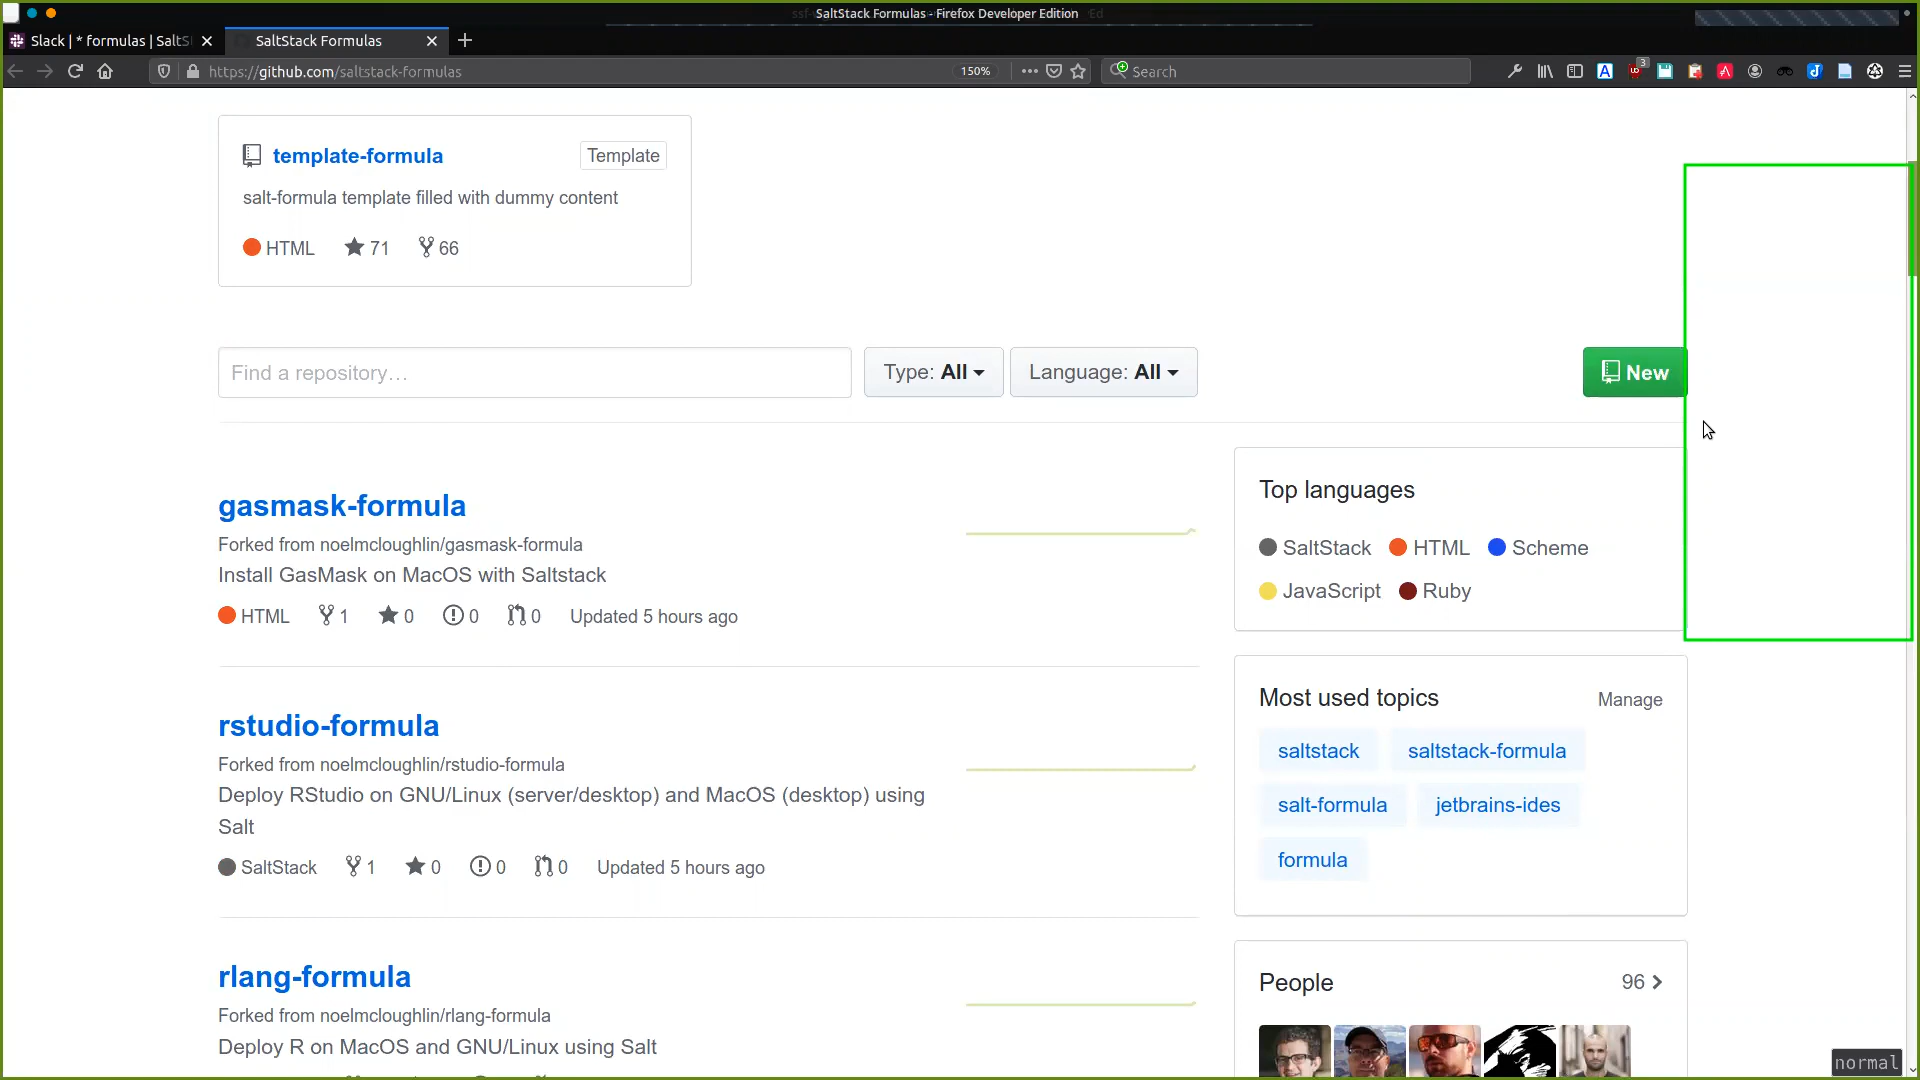 SaltStack Formulas - Firefox Developer Edition
Slack | * formulas | SaltS
SaltStack Formulas
https://github.com/saltstack-formulas
150%
Search
3
template-formula
Template
salt-formula template filled with dummy content
HTML 71 66
Find a repository…
Type: All
Language: All
New
gasmask-formula
Forked from noelmcloughlin/gasmask-formula
Install GasMask on MacOS with Saltstack
HTML 1 0 0 0 Updated 5 hours ago
rstudio-formula
Forked from noelmcloughlin/rstudio-formula
Deploy RStudio on GNU/Linux (server/desktop) and MacOS (desktop) using
Salt
SaltStack 1 0 0 0 Updated 5 hours ago
rlang-formula
Forked from noelmcloughlin/rlang-formula
Deploy R on MacOS and GNU/Linux using Salt
Top languages
SaltStack HTML Scheme
JavaScript Ruby
Most used topics
Manage
saltstack saltstack-formula
salt-formula jetbrains-ides
formula
People
96
normal